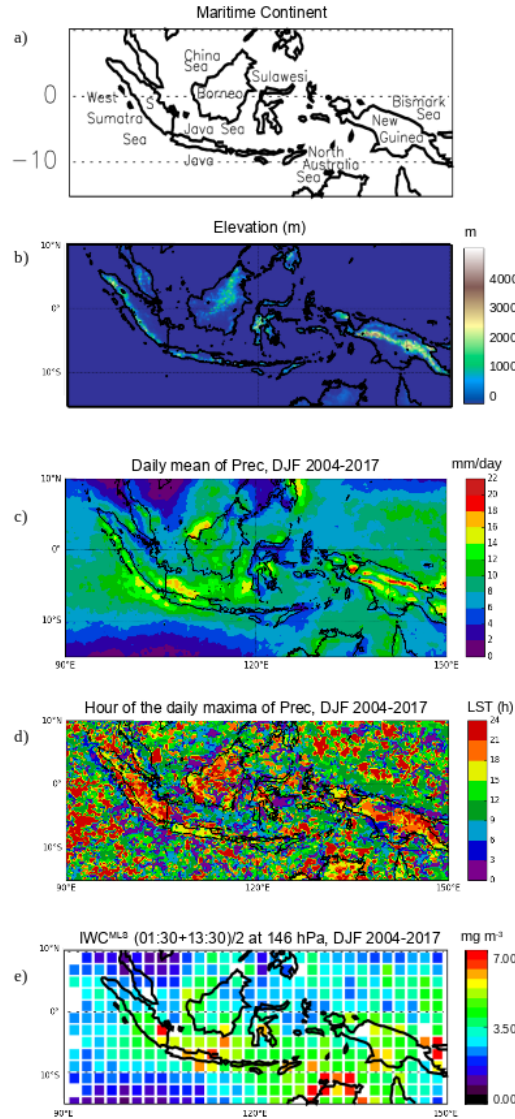 Maritime Continent
a)
China
Sea
Sulawesi
0
West
S
Borneo
Bismark
Sea
Sumatra
Sea
Java Sea
New
Guinea
-10
Java
North
Australia
Sea
Elevation (m)
m
b)
10°N
0°
10°S
4000
3000
2000
1000
0
Daily mean of Prec, DJF 2004-2017
mm/day
c)
10°N
0°
10°S
90°E
120°E
150°E
22
20
18
16
14
12
10
8
6
4
2
0
Hour of the daily maxima of Prec, DJF 2004-2017
LST (h)
d)
10°N
0°
10°S
90°E
120°E
150°E
24
21
18
15
12
9
6
3
0
IWCᴹᴸˢ (01:30+13:30)/2 at 146 hPa, DJF 2004-2017
mg m⁻³
e)
10°N
0°
10°S
90°E
120°E
150°E
7.00
3.50
0.00